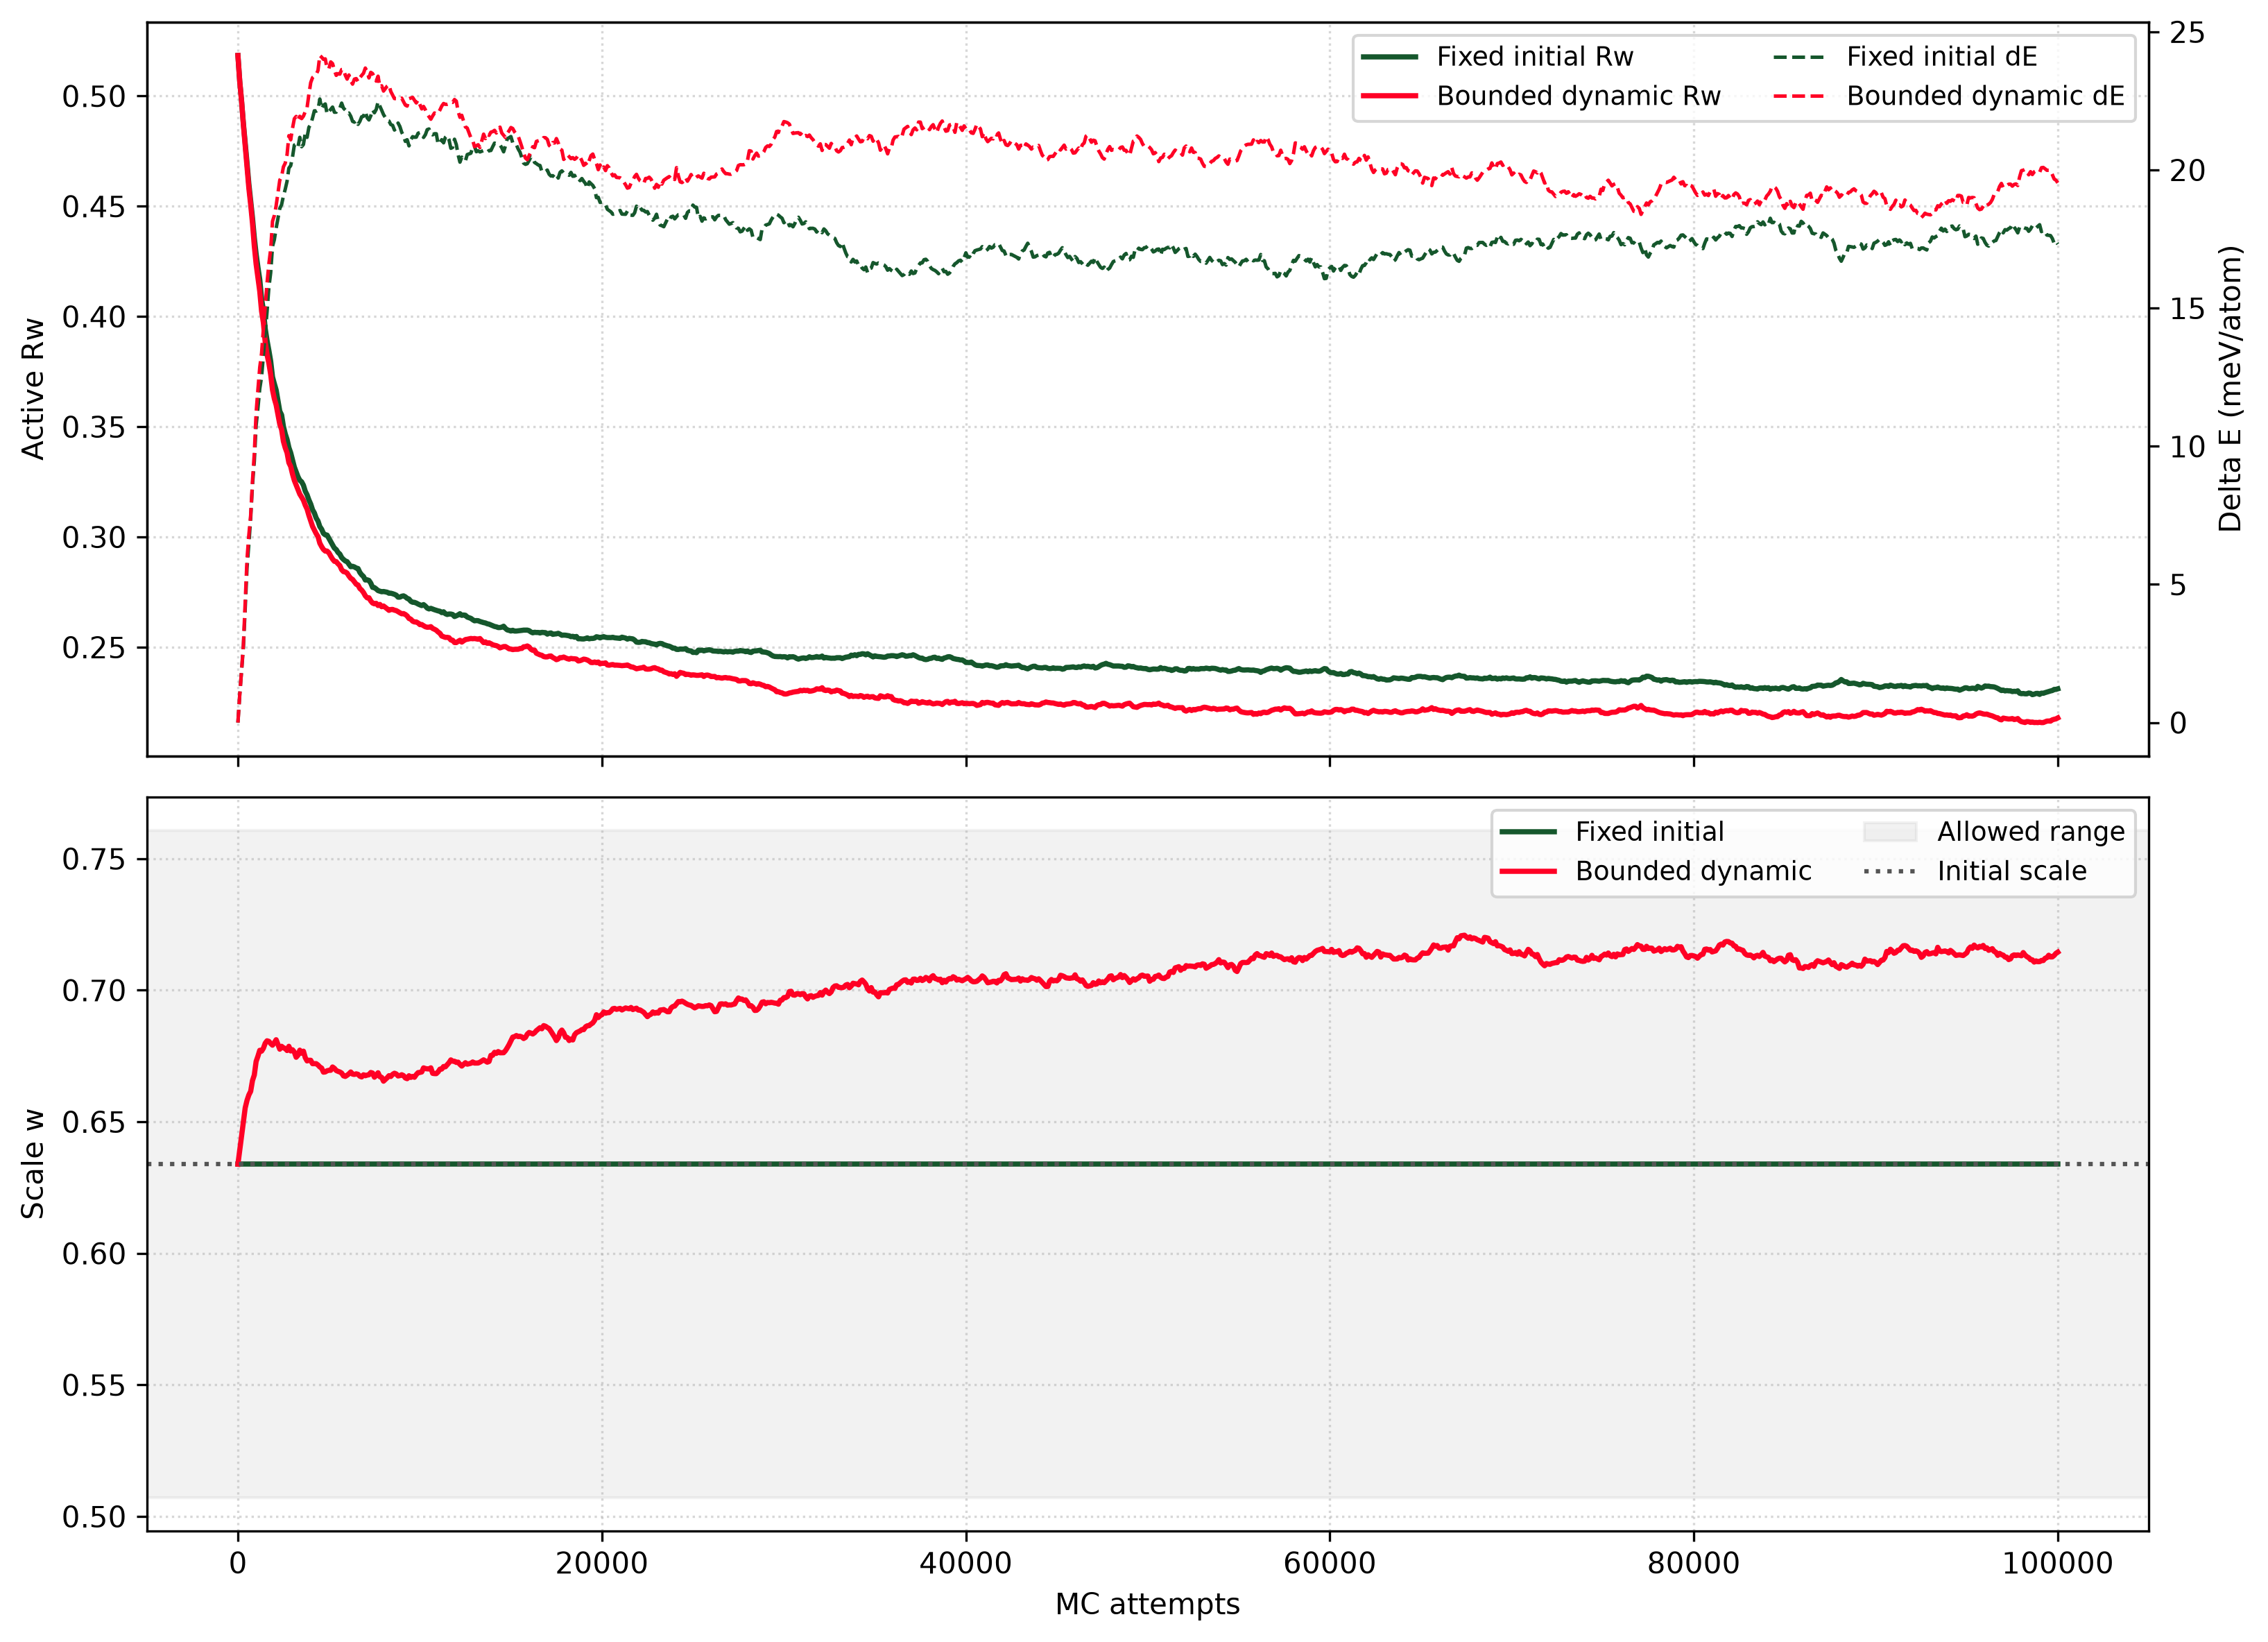 Active Rw
0.50
0.45
0.40
0.35
0.30
0.25
Fixed initial Rw
Bounded dynamic Rw
Fixed initial dE
Bounded dynamic dE
25
20
15
10
5
0
Delta E (meV/atom)
Scale w
0.75
0.70
0.65
0.60
0.55
0.50
Fixed initial
Bounded dynamic
Allowed range
Initial scale
0 20000 40000 60000 80000 100000
MC attempts